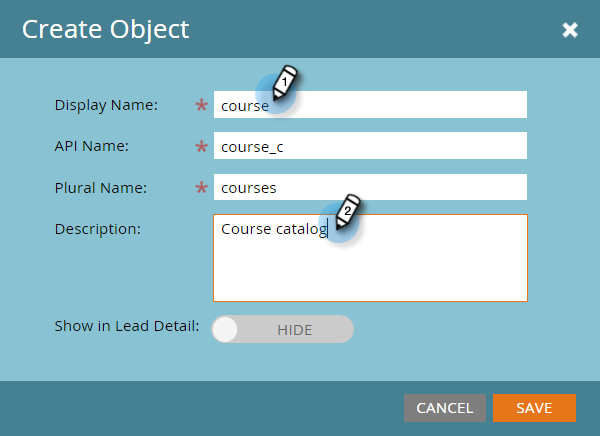 Create Object
Display Name: * course 1
API Name: * course_c
Plural Name: * courses
Description: Course catalog 2
Show in Lead Detail: HIDE
CANCEL SAVE